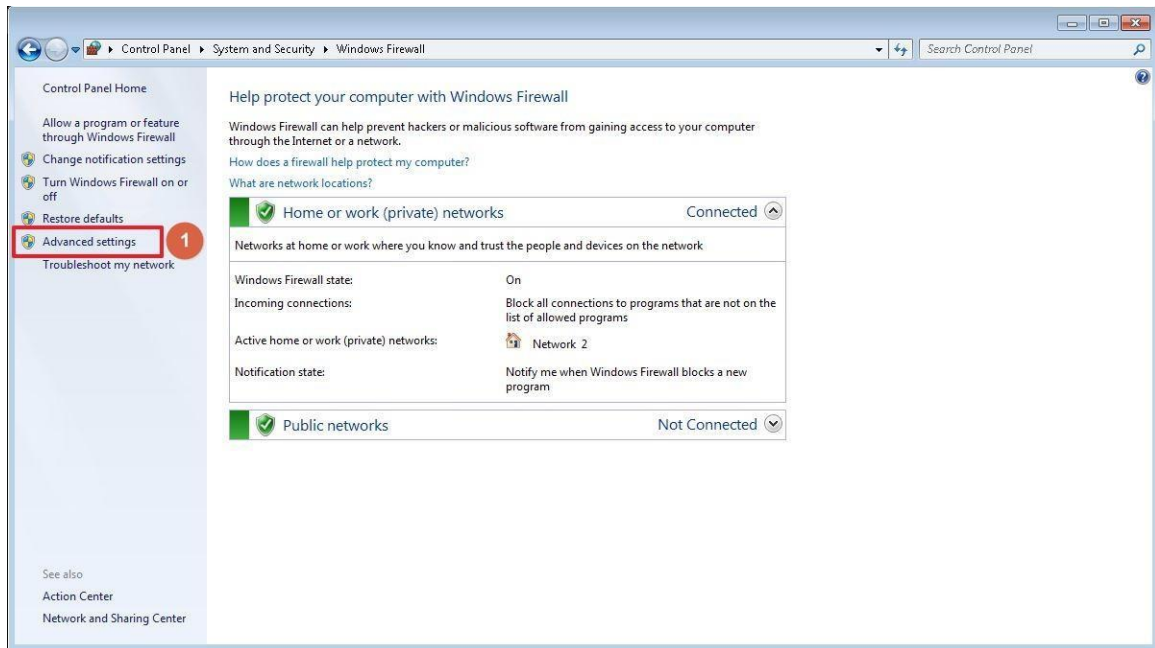 Control Panel ▸ System and Security ▸ Windows Firewall
Search Control Panel
Control Panel Home
Allow a program or feature
through Windows Firewall
Change notification settings
Turn Windows Firewall on or
off
Restore defaults
Advanced settings
1
Troubleshoot my network
See also
Action Center
Network and Sharing Center
Help protect your computer with Windows Firewall
Windows Firewall can help prevent hackers or malicious software from gaining access to your computer
through the Internet or a network.
How does a firewall help protect my computer?
What are network locations?
Home or work (private) networks Connected
Networks at home or work where you know and trust the people and devices on the network
Windows Firewall state: On
Incoming connections: Block all connections to programs that are not on the
list of allowed programs
Active home or work (private) networks: Network 2
Notification state: Notify me when Windows Firewall blocks a new
program
Public networks Not Connected